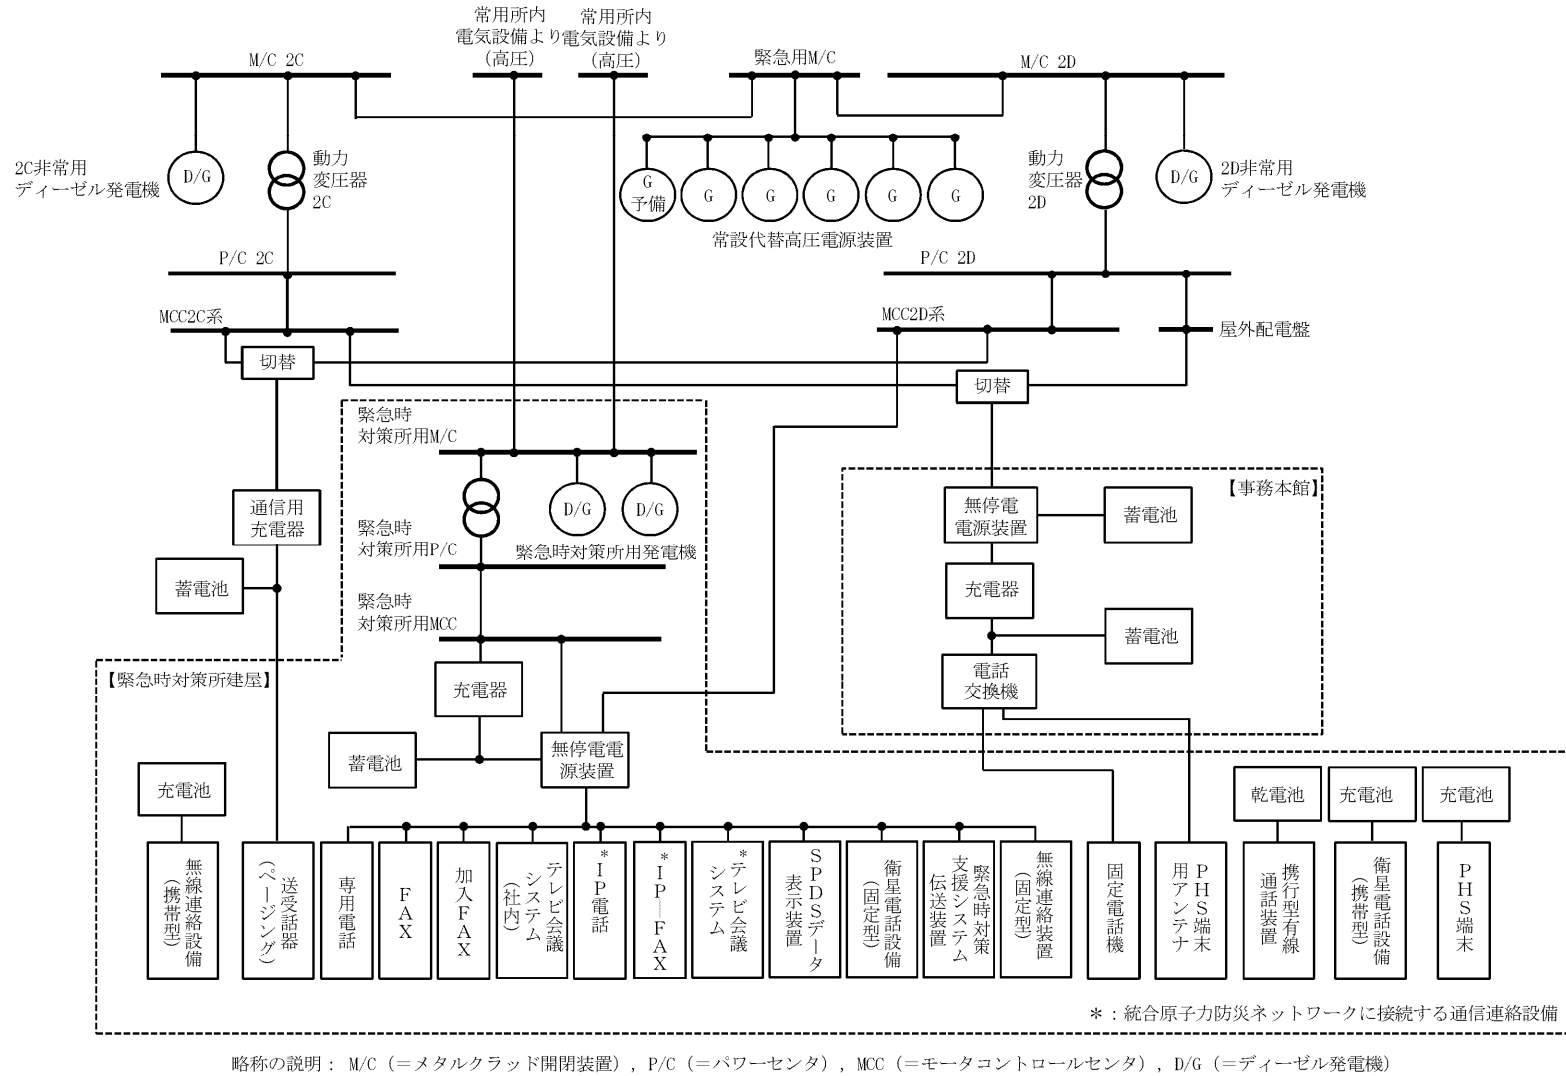 常用所内
電気設備より
(高圧)
常用所内
電気設備より
(高圧)
M/C 2C
緊急用M/C
M/C 2D
2C非常用
ディーゼル発電機
D/G
動力
変圧器
2C
G
予備
G
G
G
G
G
常設代替高圧電源装置
動力
変圧器
2D
D/G
2D非常用
ディーゼル発電機
P/C 2C
P/C 2D
MCC2C系
MCC2D系
屋外配電盤
切替
切替
緊急時
対策所用M/C
D/G
D/G
緊急時対策所用発電機
緊急時
対策所用P/C
緊急時
対策所用MCC
通信用
充電器
蓄電池
【事務本館】
無停電
電源装置
蓄電池
充電器
蓄電池
電話
交換機
【緊急時対策所建屋】
充電器
蓄電池
無停電電
源装置
充電池
乾電池
充電池
充電池
無線連絡設備
(携帯型)
送受話器
(ページング)
専用電話
FAX
加入FAX
テレビ会議
システム
(社内)
*IP電話
*IP―FAX
*テレビ会議
システム
SPDSデータ
表示装置
衛星電話設備
(固定型)
緊急時対策
支援システム
伝送装置
無線連絡装置
(固定型)
固定電話機
PHS端末
用アンテナ
携行型有線
通話装置
衛星電話設備
(携帯型)
PHS端末
*:統合原子力防災ネットワークに接続する通信連絡設備
略称の説明: M/C (=メタルクラッド開閉装置), P/C (=パワーセンタ), MCC (=モータコントロールセンタ), D/G (=ディーゼル発電機)